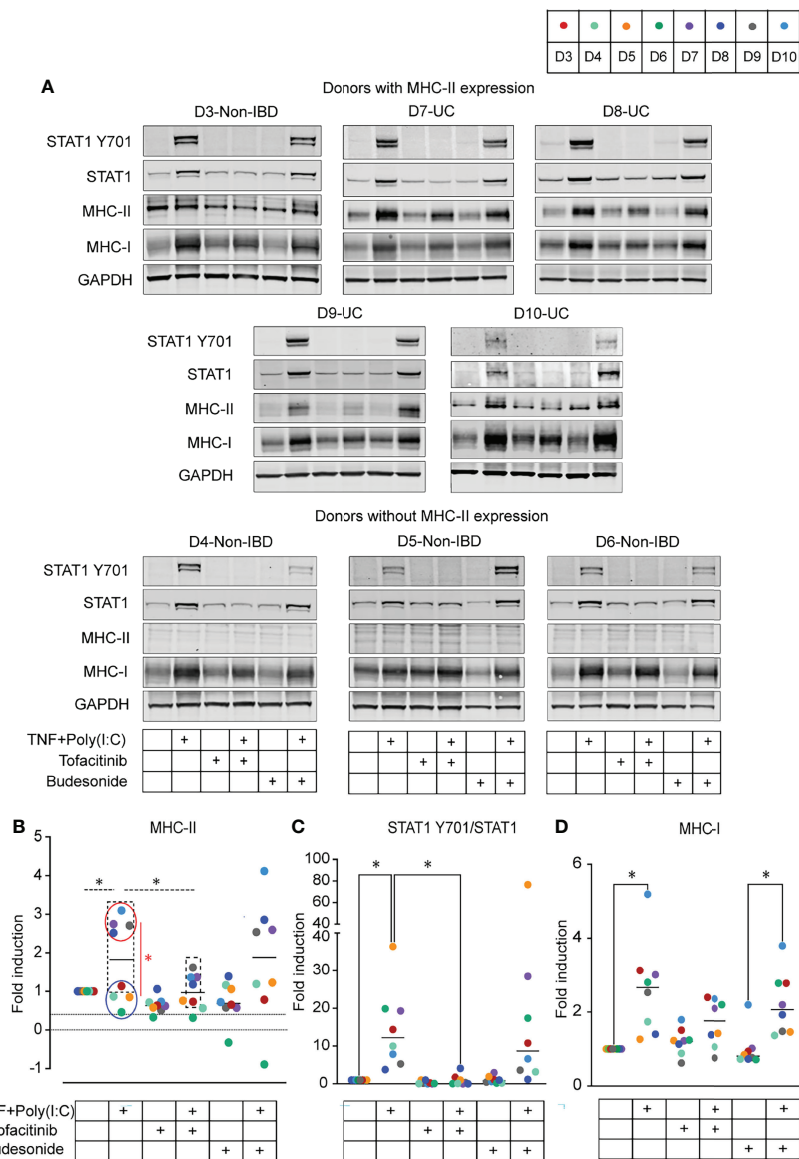 D3 D4 D5 D6 D7 D8 D9 D10
A
Donors with MHC-II expression
D3-Non-IBD D7-UC D8-UC
STAT1 Y701
STAT1
MHC-II
MHC-I
GAPDH
D9-UC D10-UC
STAT1 Y701
STAT1
MHC-II
MHC-I
GAPDH
Donors without MHC-II expression
D4-Non-IBD D5-Non-IBD D6-Non-IBD
STAT1 Y701
STAT1
MHC-II
MHC-I
GAPDH
TNF+Poly(I:C) + + + + + + + + +
Tofacitinib + + + + + +
Budesonide + + + + + +
B MHC-II
Fold induction
5
4
3
2
1
0
-1
* * *
C STAT1 Y701/STAT1
Fold induction
100
80
60
40
40
30
20
10
0
* *
D MHC-I
Fold induction
6
4
2
0
* *
F+Poly(I:C) + + + + + + + + +
ofacitinib + + + + + +
udesonide + + + + + +